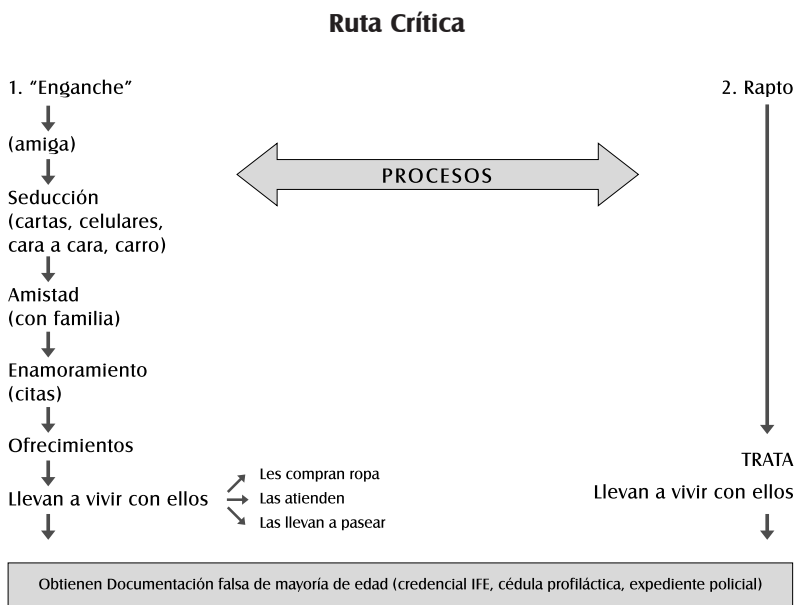 Ruta Crítica
1. “Enganche”
2. Rapto
(amiga)
PROCESOS
Seducción
(cartas, celulares,
cara a cara, carro)
Amistad
(con familia)
Enamoramiento
(citas)
Ofrecimientos
Llevan a vivir con ellos
Les compran ropa
Las atienden
Las llevan a pasear
TRATA
Llevan a vivir con ellos
Obtienen Documentación falsa de mayoría de edad (credencial IFE, cédula profiláctica, expediente policial)